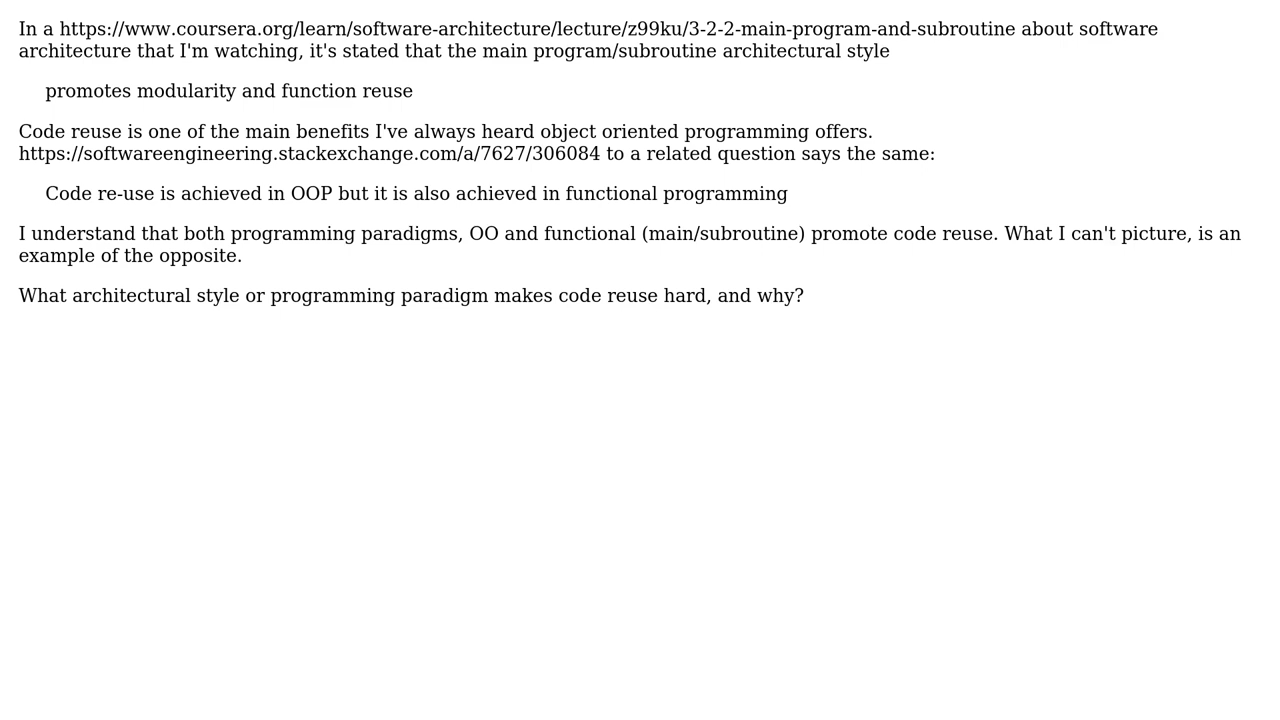 In a https://www.coursera.org/learn/software-architecture/lecture/z99ku/3-2-2-main-program-and-subroutine about software
architecture that I'm watching, it's stated that the main program/subroutine architectural style
promotes modularity and function reuse
Code reuse is one of the main benefits I've always heard object oriented programming offers.
https://softwareengineering.stackexchange.com/a/7627/306084 to a related question says the same:
Code re-use is achieved in OOP but it is also achieved in functional programming
I understand that both programming paradigms, OO and functional (main/subroutine) promote code reuse. What I can't picture, is an
example of the opposite.
What architectural style or programming paradigm makes code reuse hard, and why?